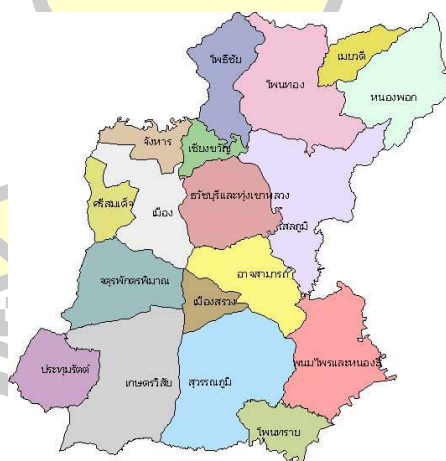 โพธิ์ชัย
โพนทอง
เมยวดี
หนองพอก
จังหาร
เชียงขวัญ
ศรีสมเด็จ
เมือง
ธวัชบุรีและทุ่งเขาหลวง
เสลภูมิ
จตุรพักตรพิมาณ
เมืองสรวง
อาจสามารถ
ประทุมรัตต์
เกษตรวิสัย
สุวรรณภูมิ
พนมไพรและหนองฮี
โพนทราย